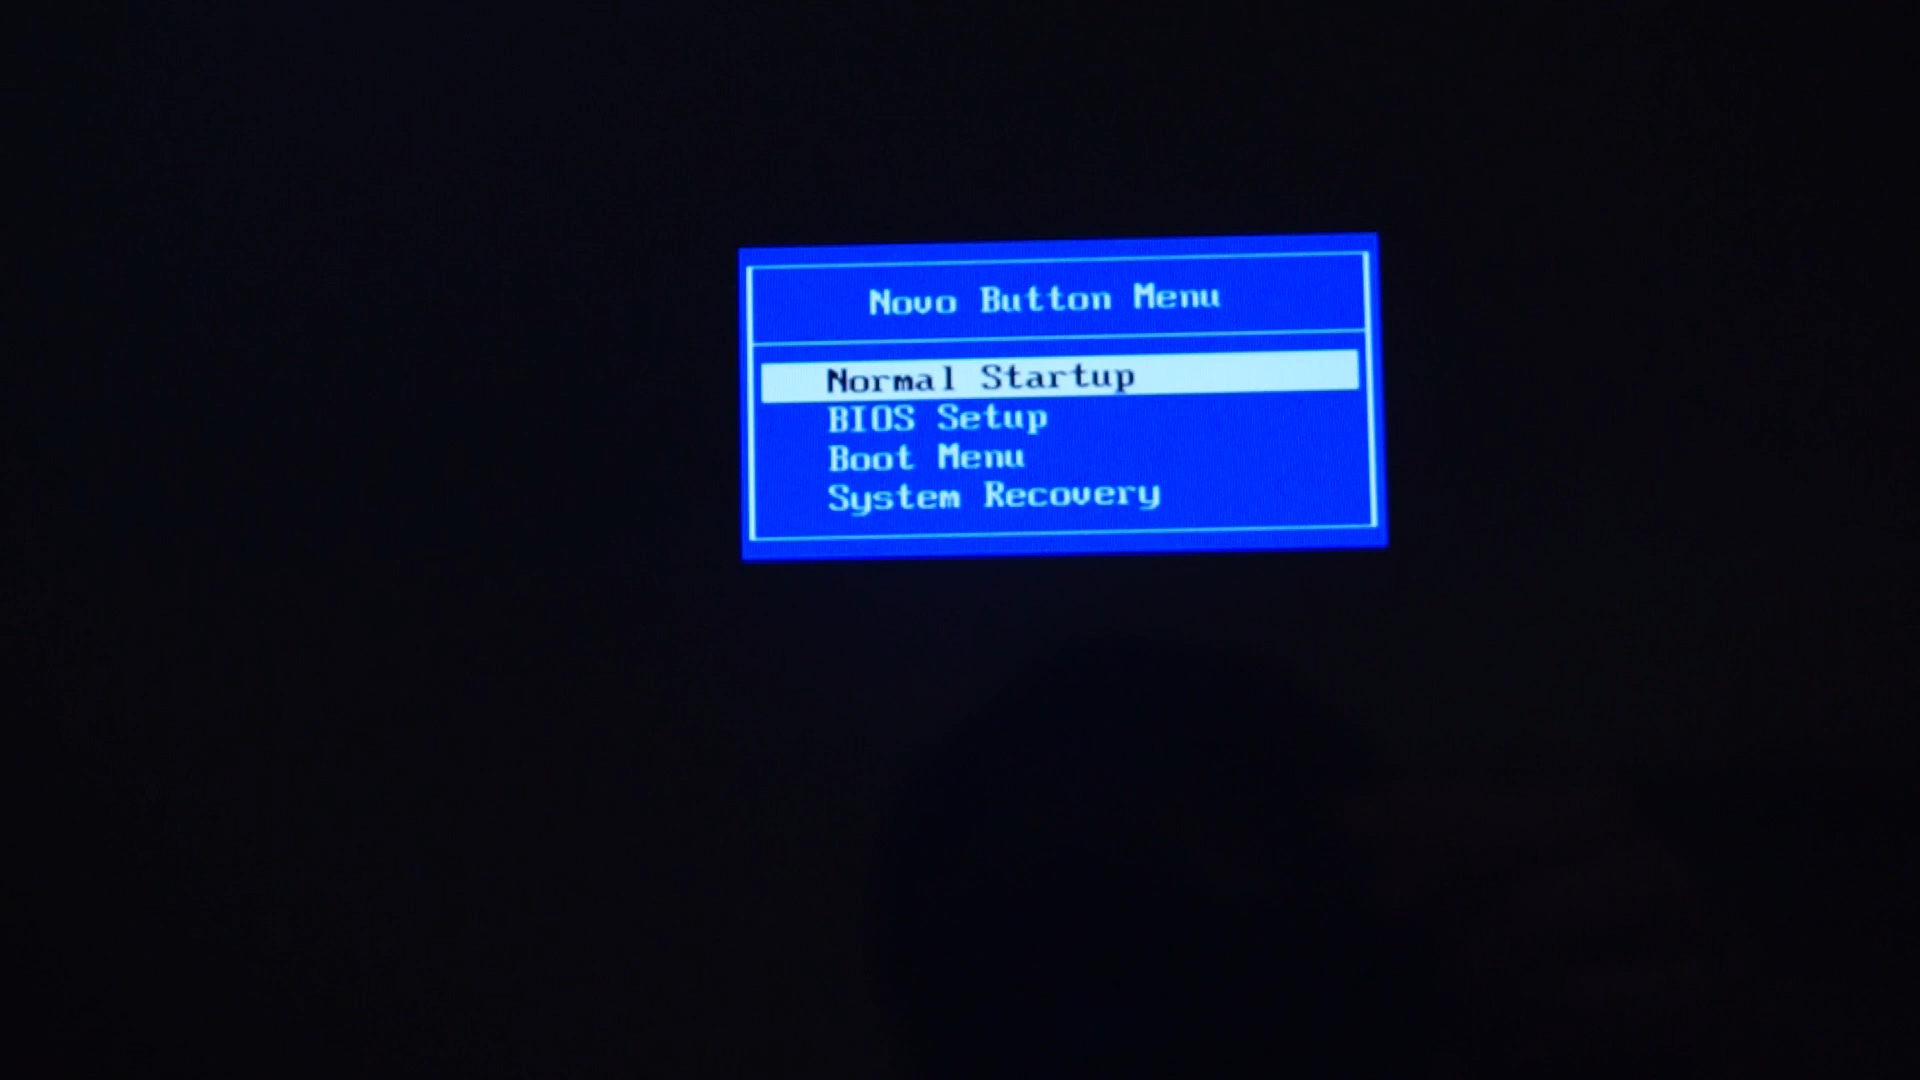 Novo Button Menu
Normal Startup
BIOS Setup
Boot Menu
System Recovery